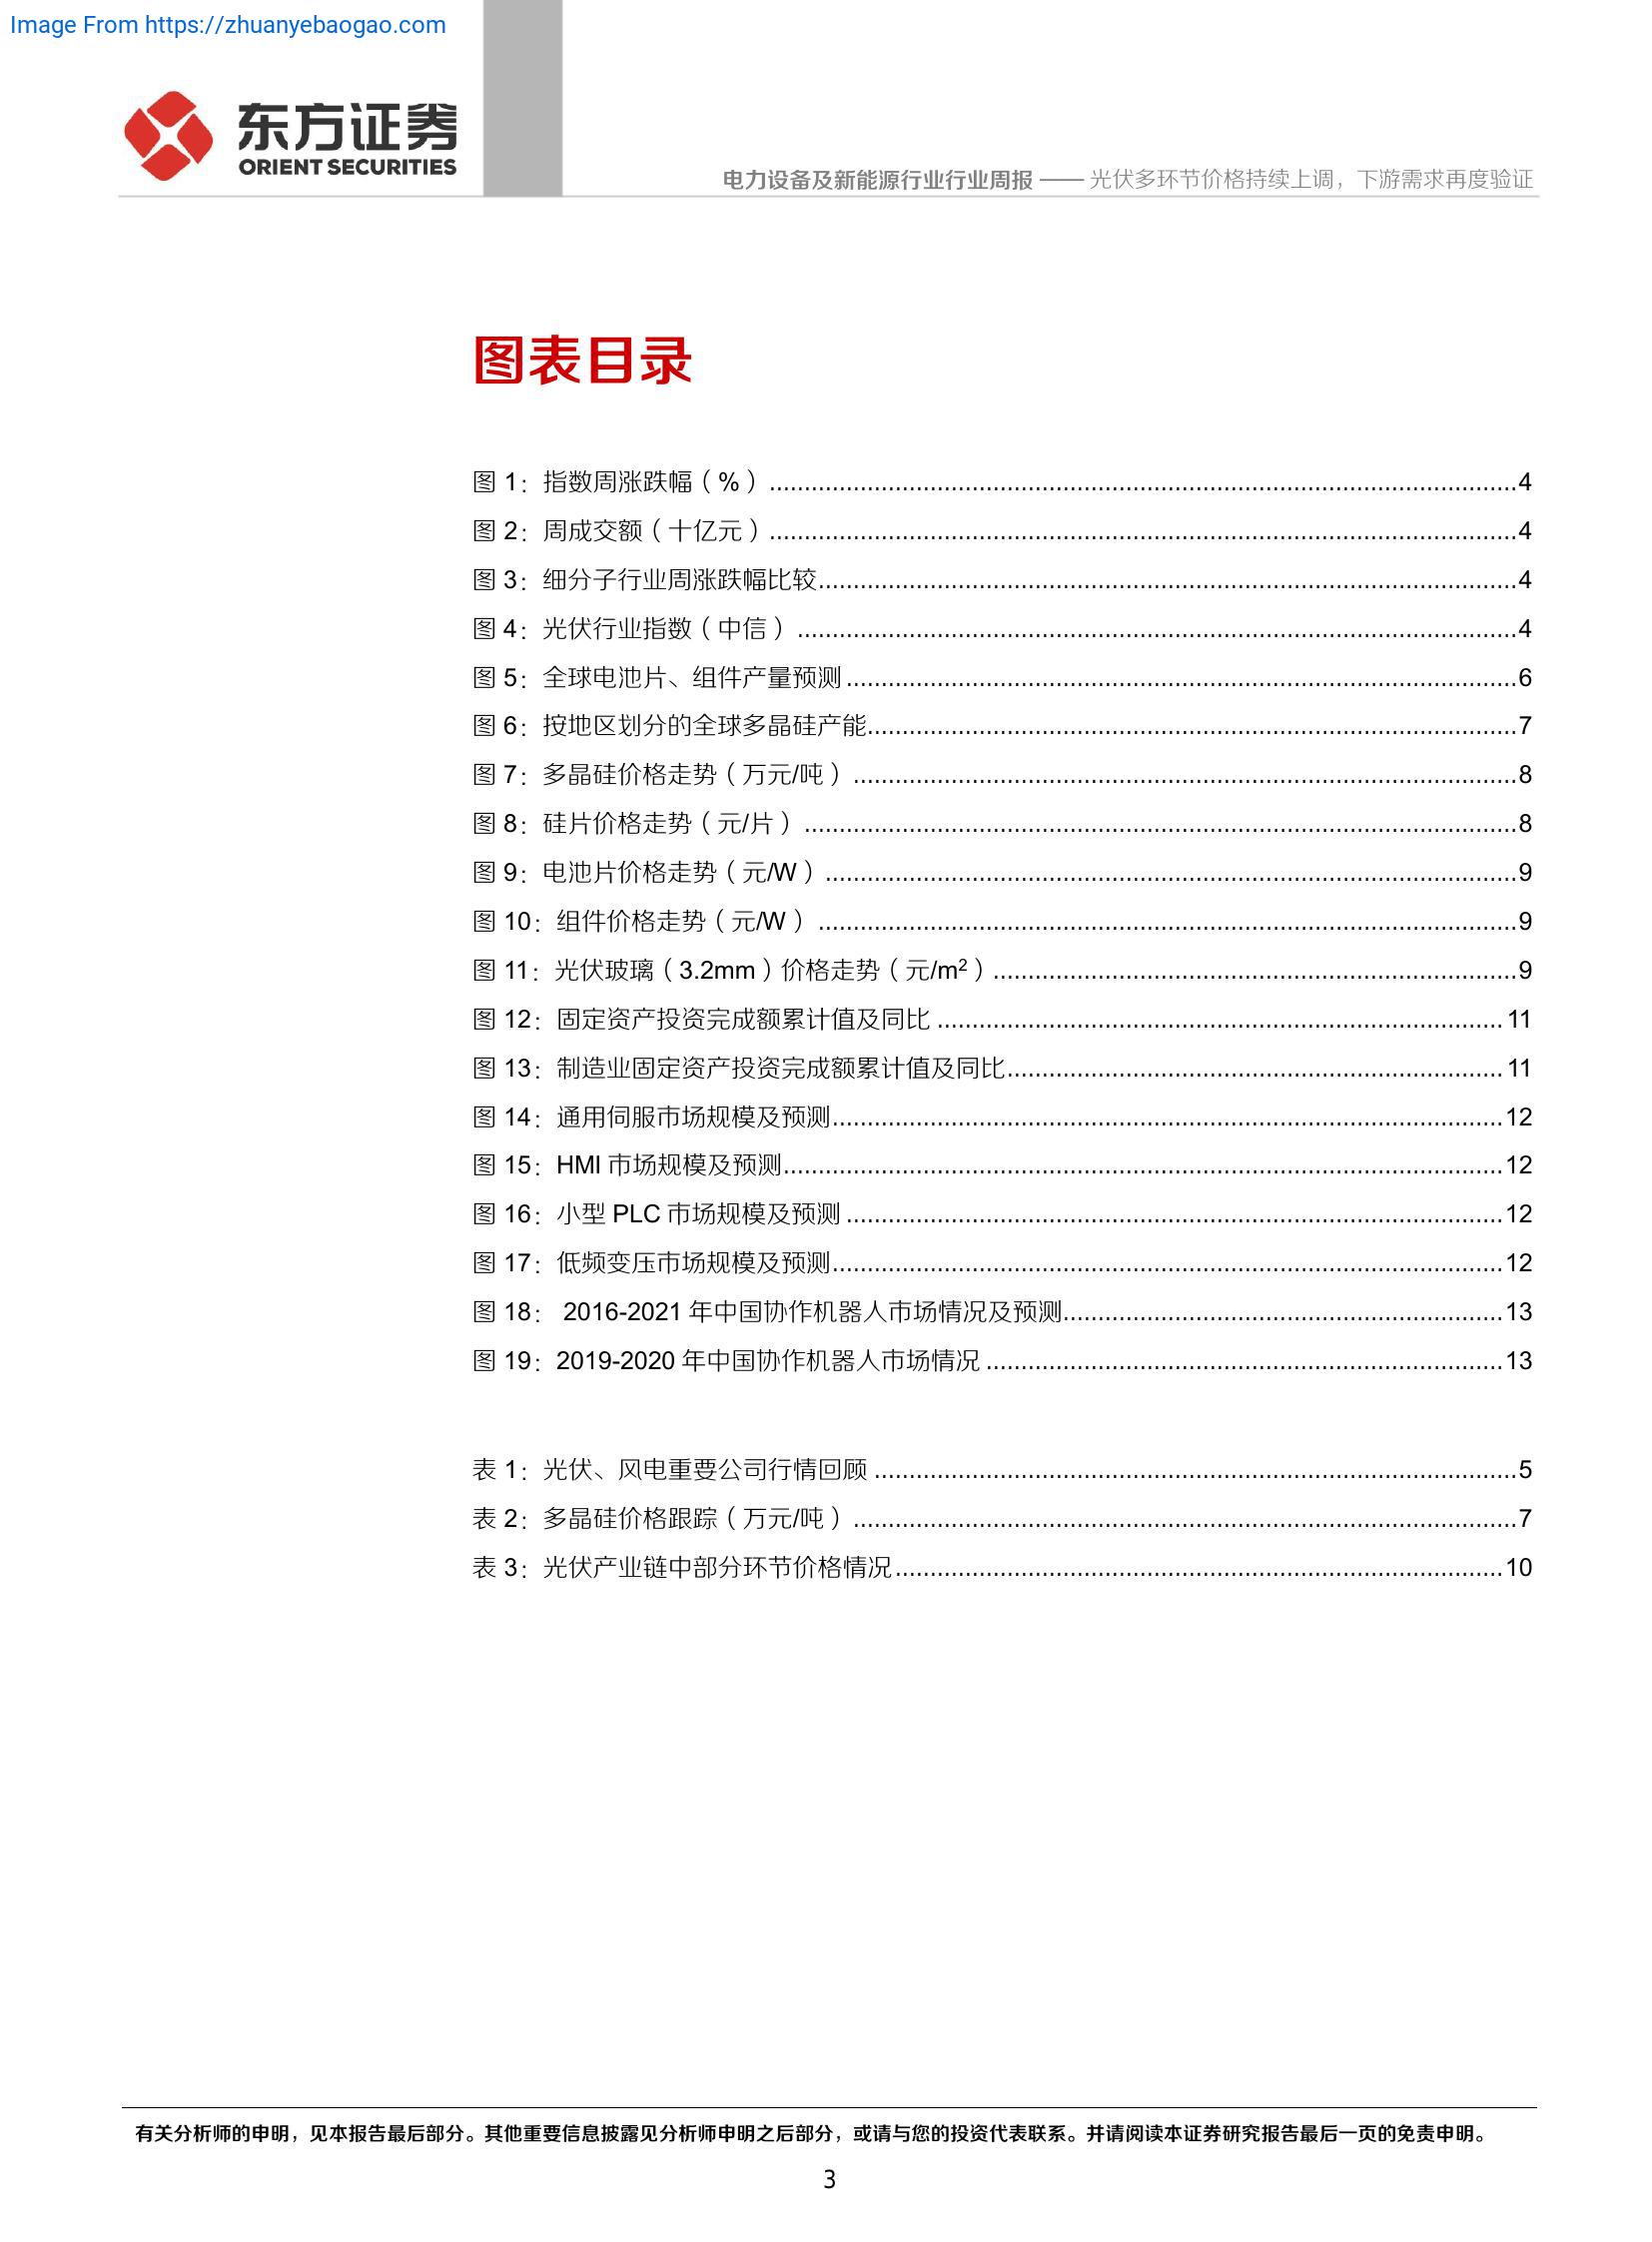 Image From https://zhuanyebaogao.com
东方证券
ORIENT SECURITIES
电力设备及新能源行业行业周报 —— 光伏多环节价格持续上调，下游需求再度验证
图表目录
图 1：指数周涨跌幅（%）........................................4
图 2：周成交额（十亿元）........................................4
图 3：细分子行业周涨跌幅比较........................................4
图 4：光伏行业指数（中信）........................................4
图 5：全球电池片、组件产量预测........................................6
图 6：按地区划分的全球多晶硅产能........................................7
图 7：多晶硅价格走势（万元/吨）........................................8
图 8：硅片价格走势（元/片）........................................8
图 9：电池片价格走势（元/W）........................................9
图 10：组件价格走势（元/W）........................................9
图 11：光伏玻璃（3.2mm）价格走势（元/m²）........................................9
图 12：固定资产投资完成额累计值及同比........................................11
图 13：制造业固定资产投资完成额累计值及同比........................................11
图 14：通用伺服市场规模及预测........................................12
图 15：HMI 市场规模及预测........................................12
图 16：小型 PLC 市场规模及预测........................................12
图 17：低频变压市场规模及预测........................................12
图 18： 2016-2021 年中国协作机器人市场情况及预测........................................13
图 19：2019-2020 年中国协作机器人市场情况........................................13
表 1：光伏、风电重要公司行情回顾........................................5
表 2：多晶硅价格跟踪（万元/吨）........................................7
表 3：光伏产业链中部分环节价格情况........................................10
有关分析师的申明，见本报告最后部分。其他重要信息披露见分析师申明之后部分，或请与您的投资代表联系。并请阅读本证券研究报告最后一页的免责申明。
3